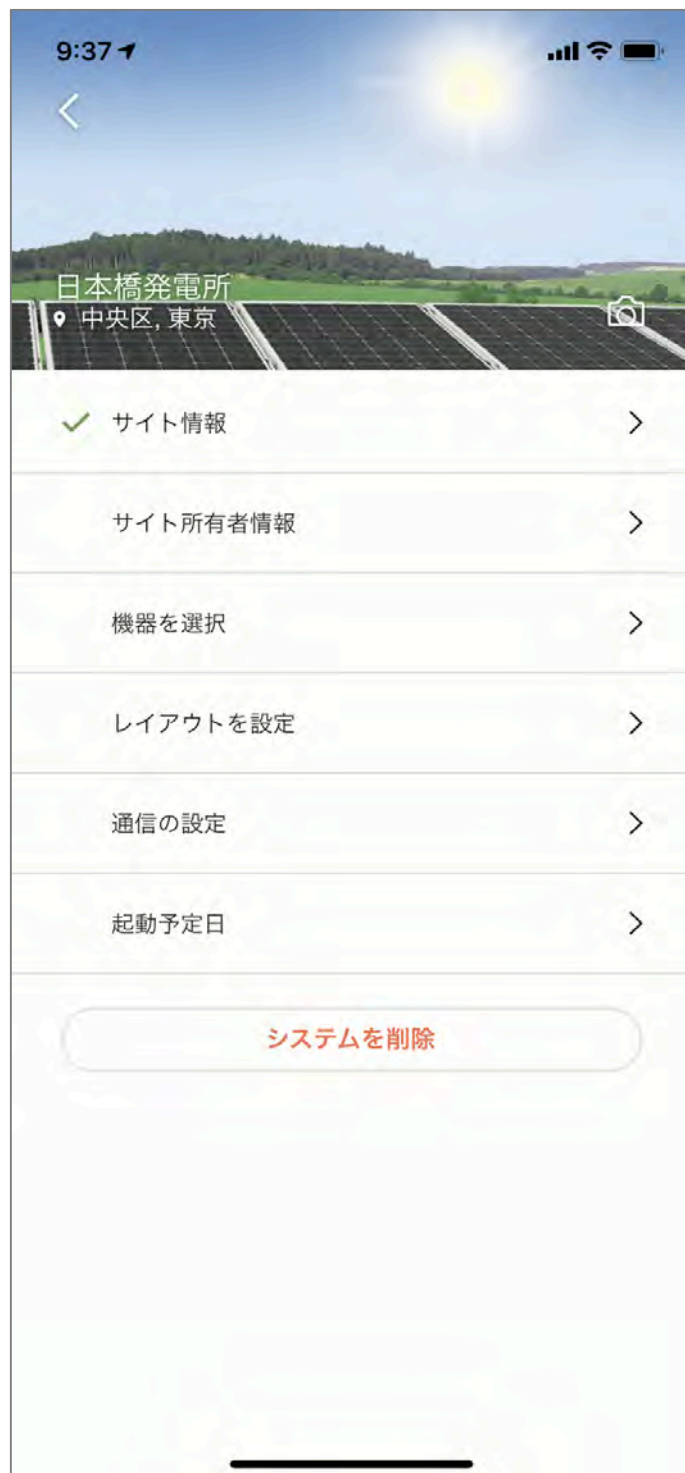 9:37
日本橋発電所
中央区, 東京
サイト情報
サイト所有者情報
機器を選択
レイアウトを設定
通信の設定
起動予定日
システムを削除